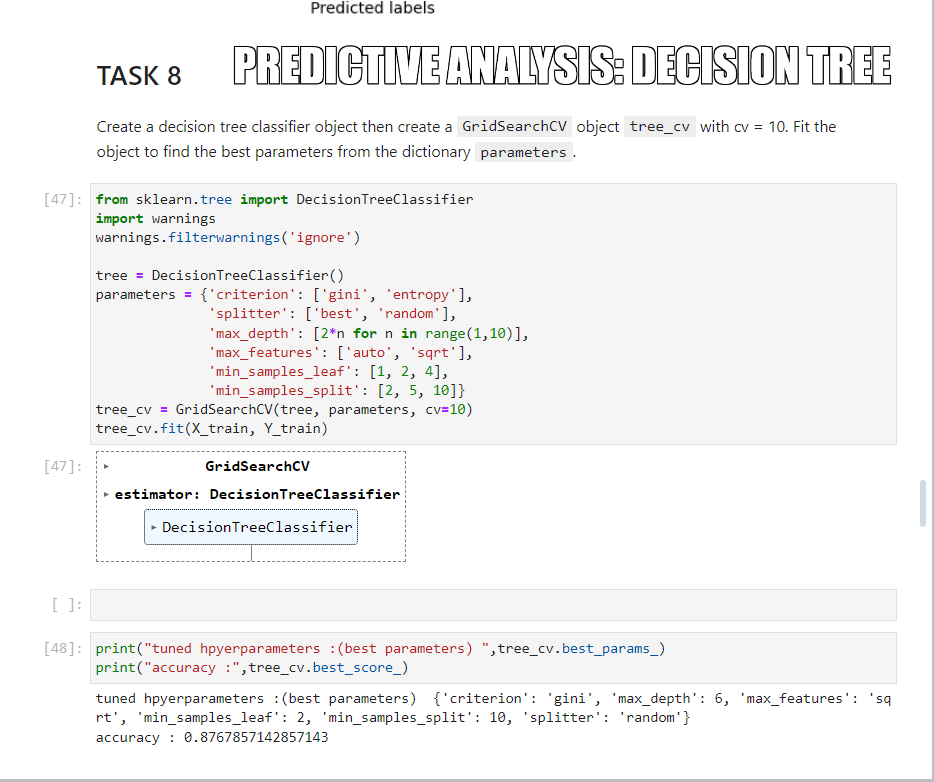 Predicted labels
TASK 8 PREDICTIVE ANALYSIS: DECISION TREE
Create a decision tree classifier object then create a GridSearchCV object tree_cv with cv = 10. Fit the
object to find the best parameters from the dictionary parameters .
[47]: from sklearn.tree import DecisionTreeClassifier
import warnings
warnings.filterwarnings('ignore')
tree = DecisionTreeClassifier()
parameters = {'criterion': ['gini', 'entropy'],
'splitter': ['best', 'random'],
'max_depth': [2*n for n in range(1,10)],
'max_features': ['auto', 'sqrt'],
'min_samples_leaf': [1, 2, 4],
'min_samples_split': [2, 5, 10]}
tree_cv = GridSearchCV(tree, parameters, cv=10)
tree_cv.fit(X_train, Y_train)
[47]: ▸ GridSearchCV
▸ estimator: DecisionTreeClassifier
▸ DecisionTreeClassifier
[ ]:
[48]: print("tuned hpyerparameters :(best parameters) ",tree_cv.best_params_)
print("accuracy :",tree_cv.best_score_)
tuned hpyerparameters :(best parameters)  {'criterion': 'gini', 'max_depth': 6, 'max_features': 'sq
rt', 'min_samples_leaf': 2, 'min_samples_split': 10, 'splitter': 'random'}
accuracy : 0.8767857142857143